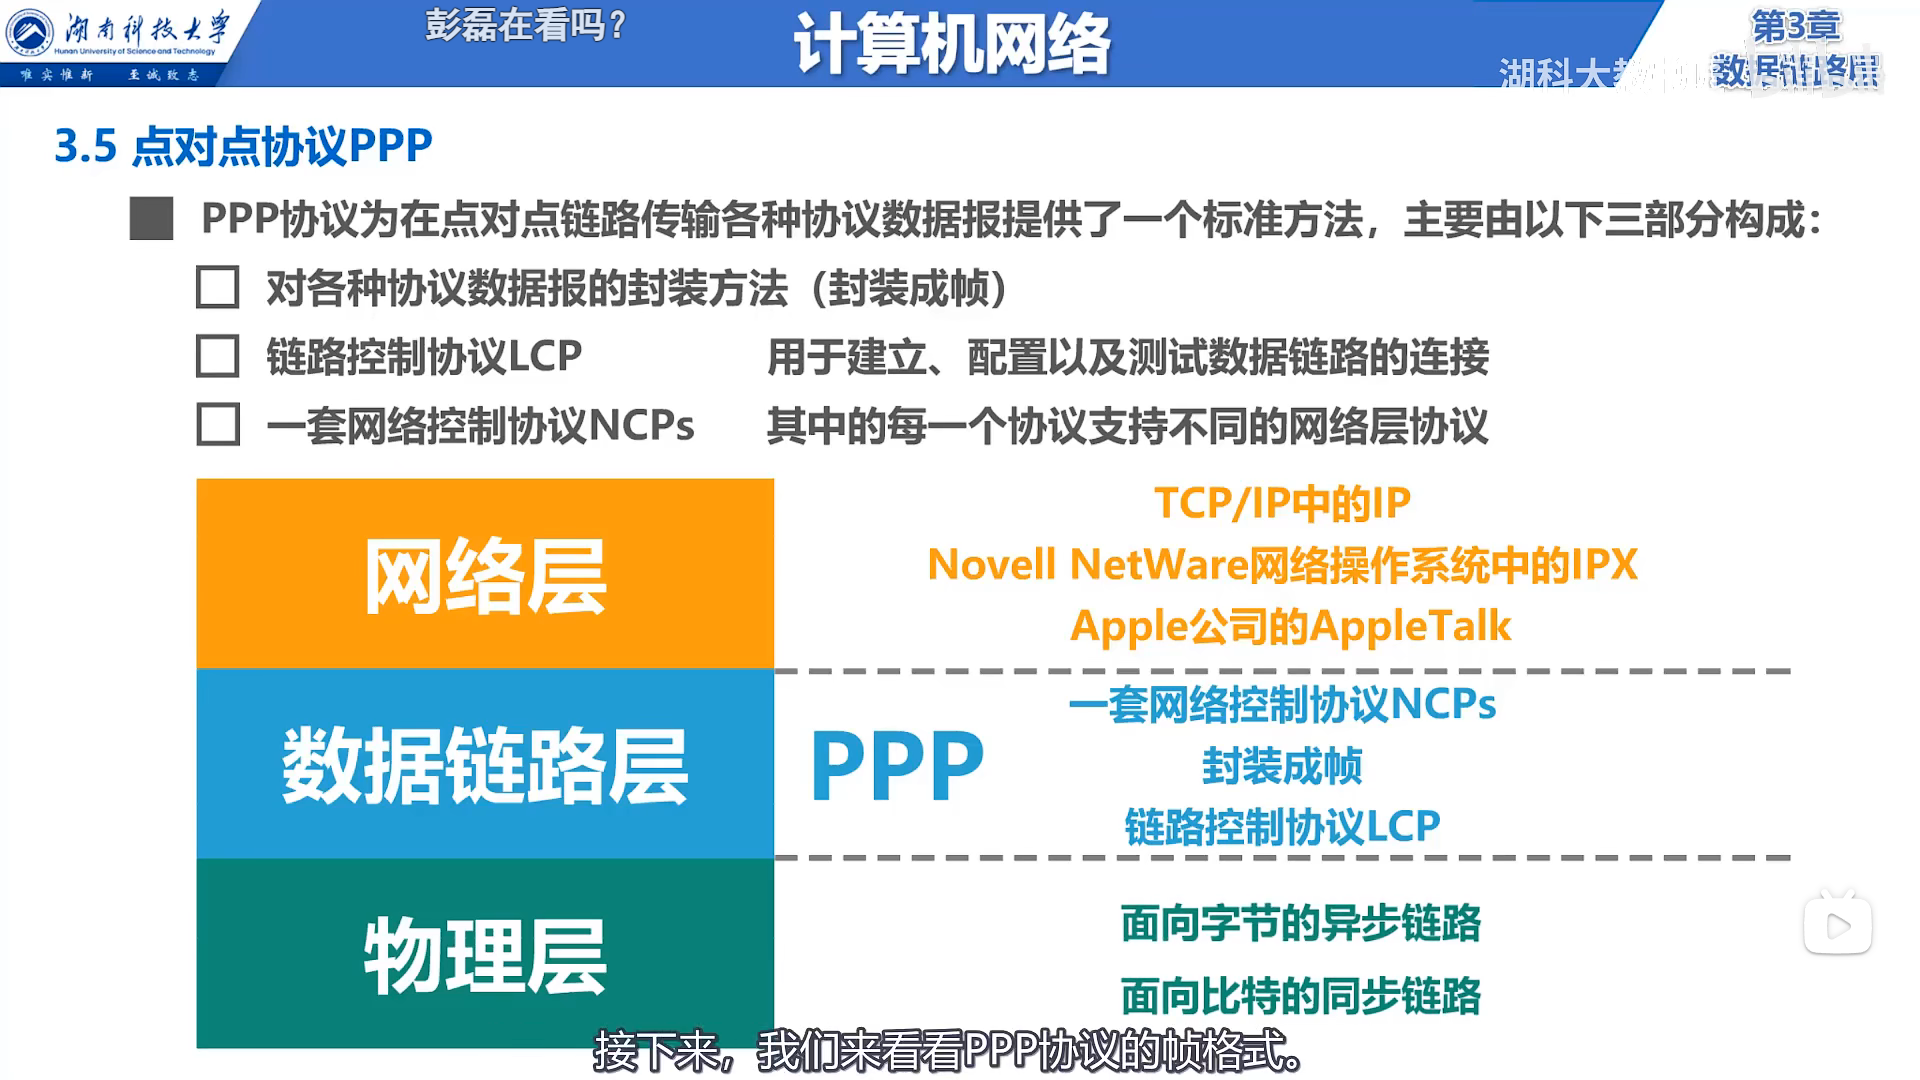 湖南科技大学
Hunan University of Science and Technology
唯实惟新 至诚致志
彭磊在看吗？
计算机网络
第3章
数据链路层
湖科大教
3.5 点对点协议PPP
PPP协议为在点对点链路传输各种协议数据报提供了一个标准方法，主要由以下三部分构成：
对各种协议数据报的封装方法（封装成帧）
链路控制协议LCP 用于建立、配置以及测试数据链路的连接
一套网络控制协议NCPs 其中的每一个协议支持不同的网络层协议
网络层
TCP/IP中的IP
Novell NetWare网络操作系统中的IPX
Apple公司的AppleTalk
数据链路层
PPP
一套网络控制协议NCPs
封装成帧
链路控制协议LCP
物理层
面向字节的异步链路
面向比特的同步链路
接下来，我们来看看PPP协议的帧格式。